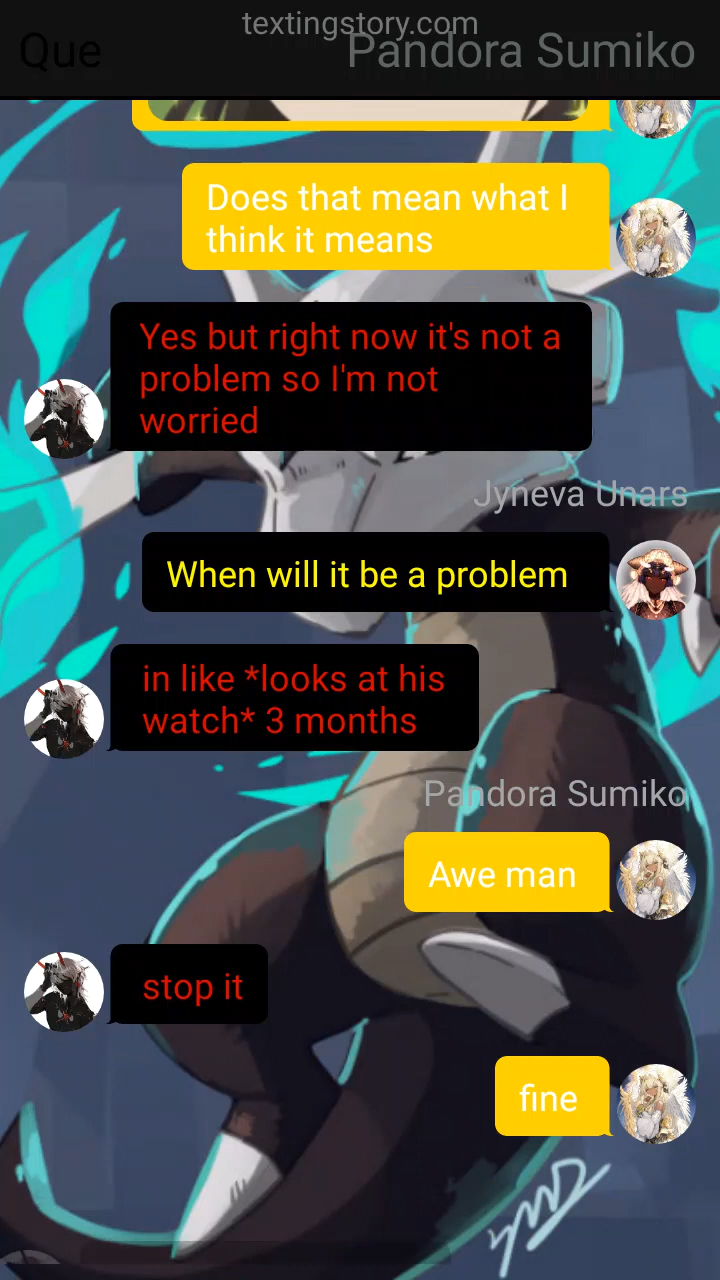 textingstory.com
Que
Pandora Sumiko
Does that mean what I
think it means
Yes but right now it's not a
problem so I'm not
worried
Jyneva Unars
When will it be a problem
in like *looks at his
watch* 3 months
Pandora Sumiko
Awe man
stop it
fine